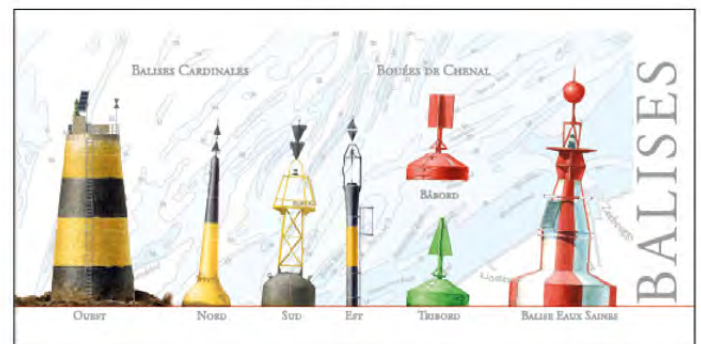 BALISES CARDINALES
BOUÉES DE CHENAL
BÂBORD
OUEST
NORD
SUD
EST
TRIBORD
BALISE EAUX SAINES
BALISES